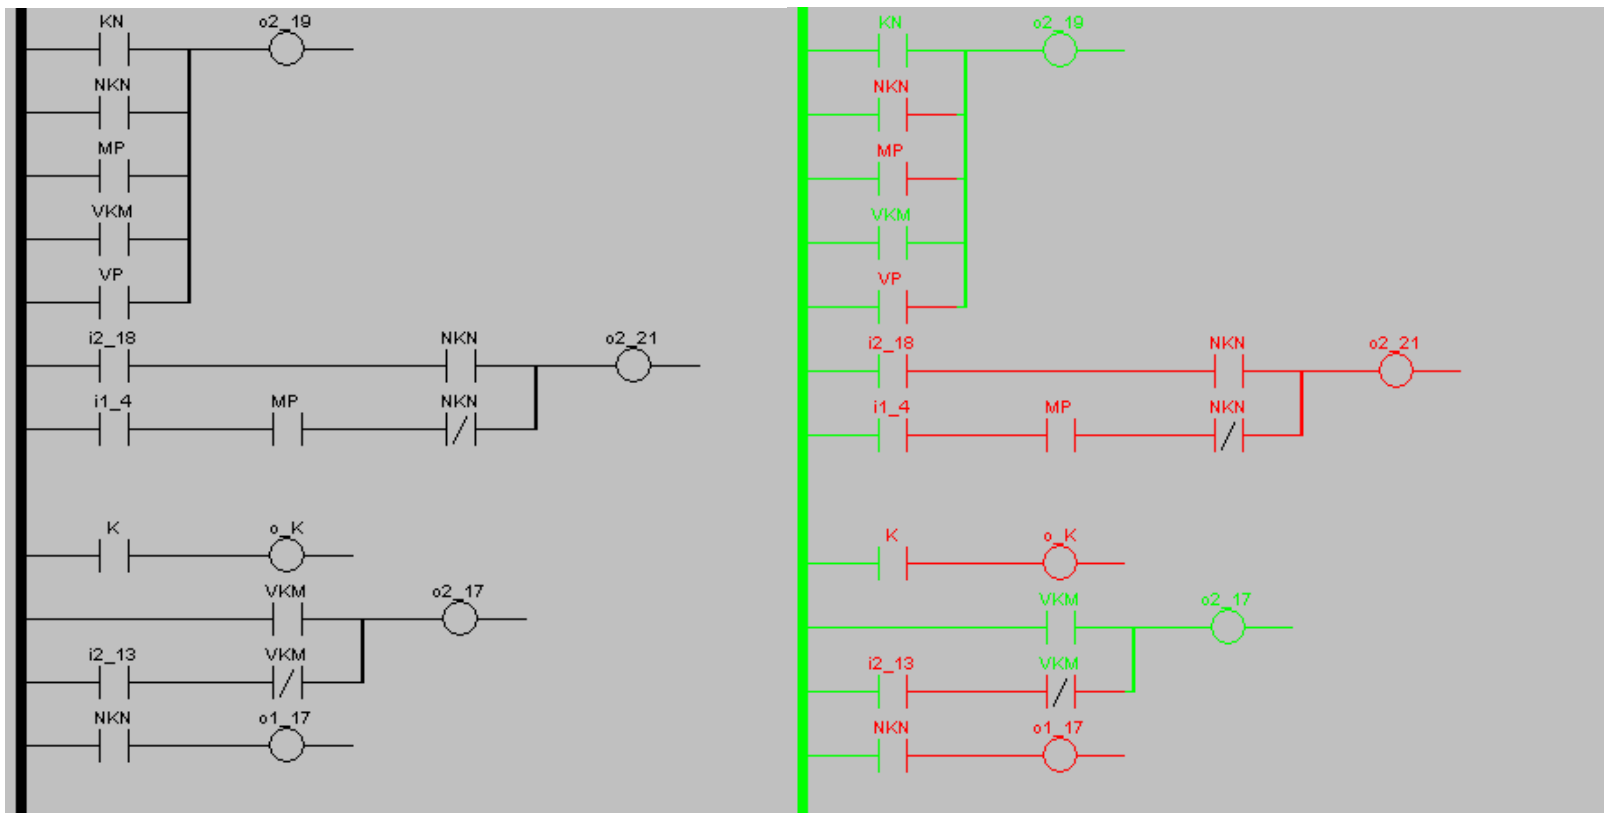 KN o2_19
NKN
MP
VKM
VP
i2_18 NKN o2_21
i1_4 MP NKN
K o_K
VKM o2_17
i2_13 VKM
NKN o1_17
KN o2_19
NKN
MP
VKM
VP
i2_18 NKN o2_21
i1_4 MP NKN
K o_K
VKM o2_17
i2_13 VKM
NKN o1_17